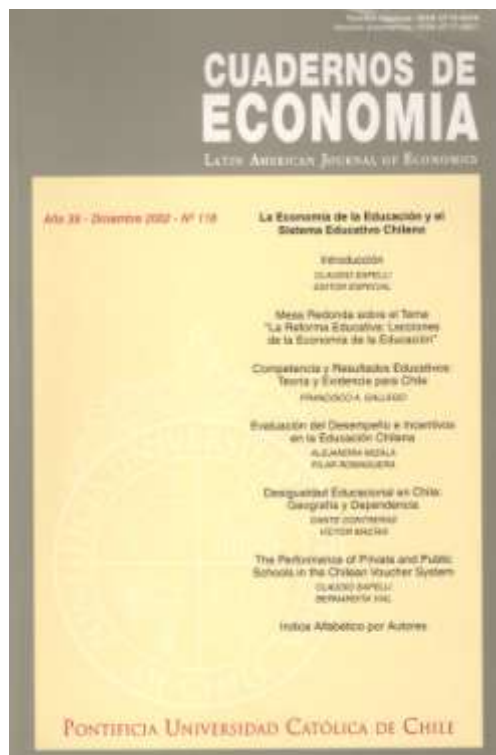 CUADERNOS DE
ECONOMIA
LATIN AMERICAN JOURNAL OF ECONOMICS
Año 39 - Diciembre 2002 - Nº 118
La Economía de la Educación y el
Sistema Educativo Chileno
Introducción
CLAUDIO SAPELLI
EDITOR ESPECIAL
Mesa Redonda sobre el Tema
"La Reforma Educativa: Lecciones
de la Economía de la Educación"
Competencia y Resultados Educativos:
Teoría y Evidencia para Chile
FRANCISCO A. GALLEGO
Evaluación del Desempeño e Incentivos
en la Educación Chilena
ALEJANDRA MIZALA
PILAR ROMAGUERA
Desigualdad Educacional en Chile:
Geografía y Dependencia
DANTE CONTRERAS
VICTOR MACÍAS
The Performance of Private and Public
Schools in the Chilean Voucher System
CLAUDIO SAPELLI
BERNARDITA VIAL
Indice Alfabético por Autores
PONTIFICIA UNIVERSIDAD CATÓLICA DE CHILE